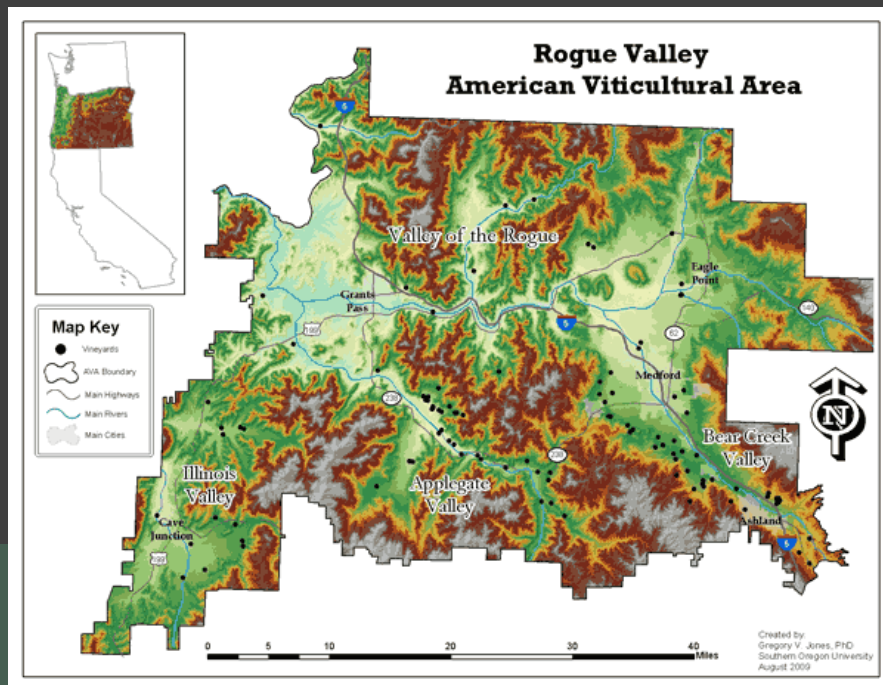 Rogue Valley
American Viticultural Area
5
Valley of the Rogue
Eagle
Point
Grants
Pass
140
199
5
62
Map Key
Vineyards
AVA Boundary
Main Highways
Main Rivers
Main Cities
Medford
238
N
Bear Creek
Valley
238
Illinois
Valley
Applegate
Valley
Cave
Junction
Ashland
5
199
0 5 10 20 30 40
Miles
Created by:
Gregory V. Jones, PhD
Southern Oregon University
August 2009